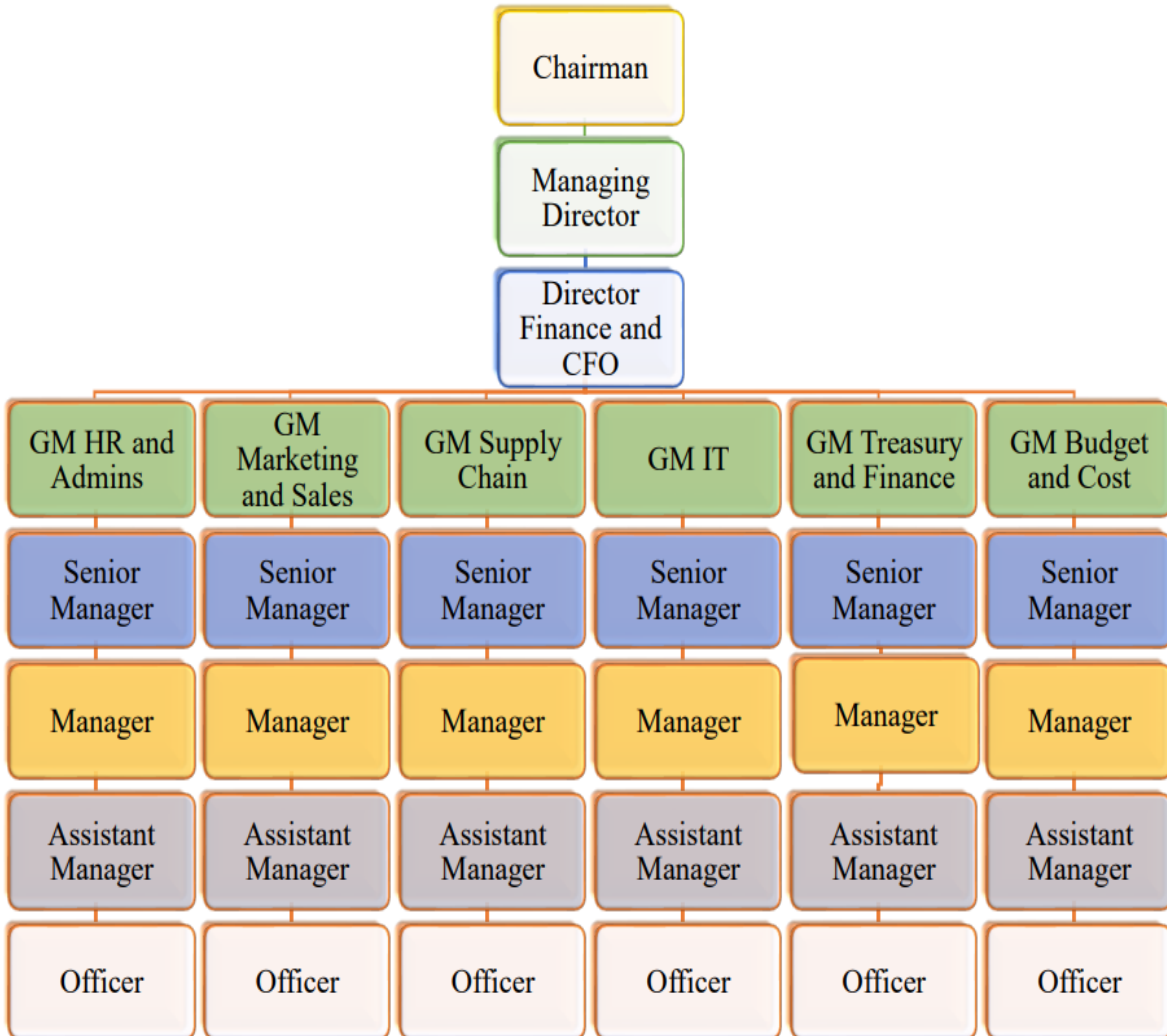 Chairman
Managing
Director
Director
Finance and
CFO
GM HR and
Admins
GM
Marketing
and Sales
GM Supply
Chain
GM IT
GM Treasury
and Finance
GM Budget
and Cost
Senior
Manager
Senior
Manager
Senior
Manager
Senior
Manager
Senior
Manager
Senior
Manager
Manager
Manager
Manager
Manager
Manager
Manager
Assistant
Manager
Assistant
Manager
Assistant
Manager
Assistant
Manager
Assistant
Manager
Assistant
Manager
Officer
Officer
Officer
Officer
Officer
Officer